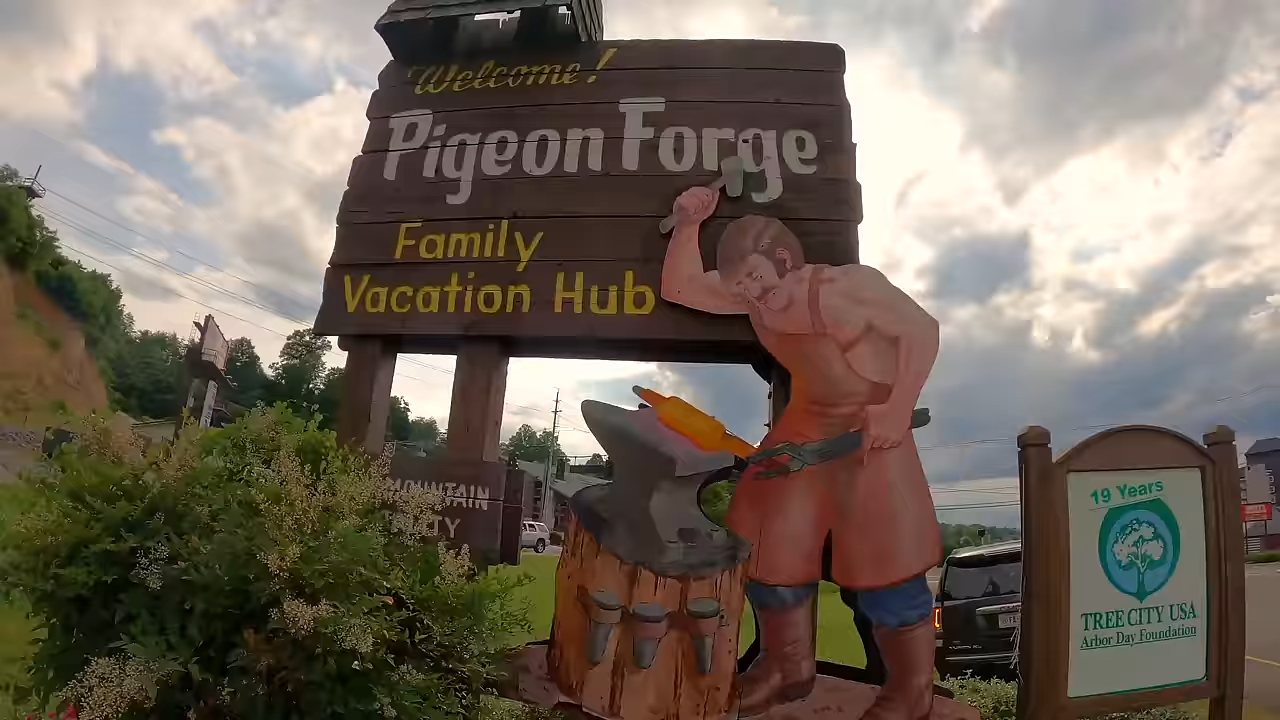 Welcome!
Pigeon Forge
Family
Vacation Hub
MOUNTAIN
19 Years
TREE CITY USA
Arbor Day Foundation